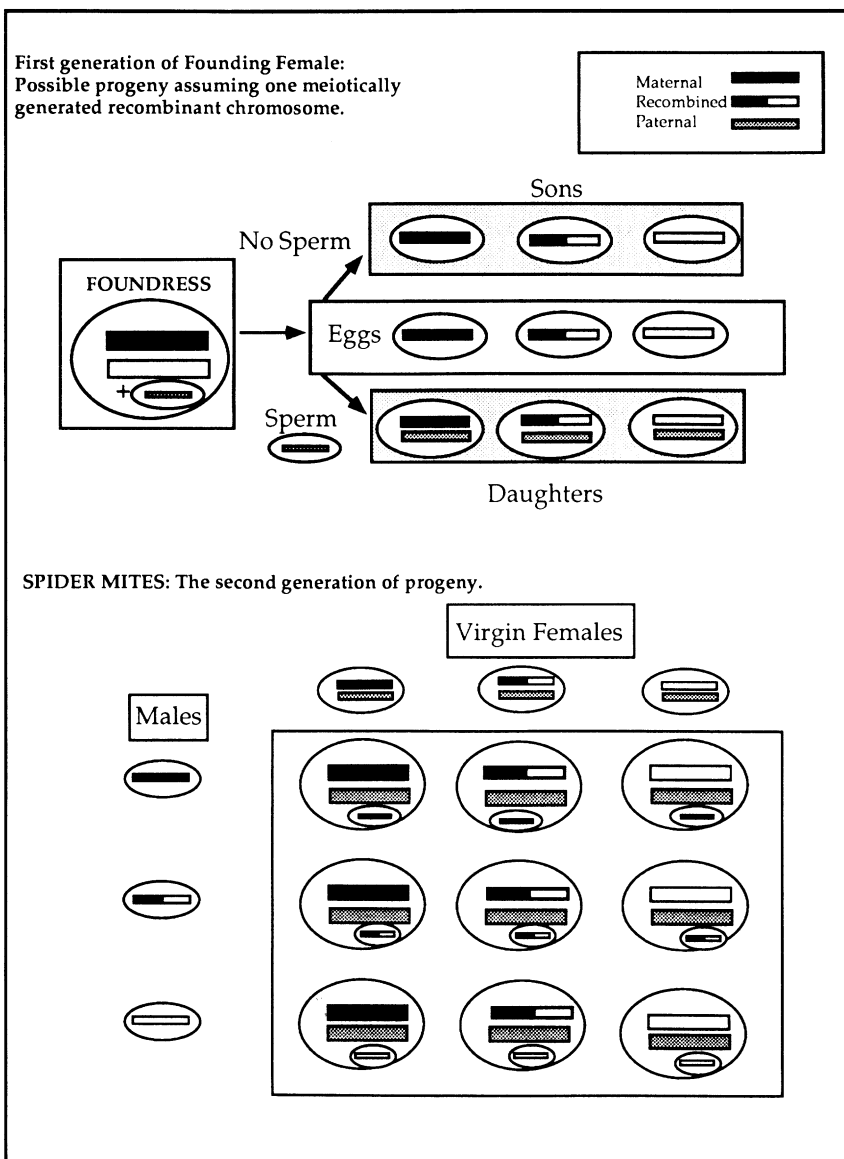 First generation of Founding Female:
Possible progeny assuming one meiotically
generated recombinant chromosome.
Maternal
Recombined
Paternal
Sons
No Sperm
FOUNDRESS
+
Eggs
Sperm
Daughters
SPIDER MITES: The second generation of progeny.
Virgin Females
Males